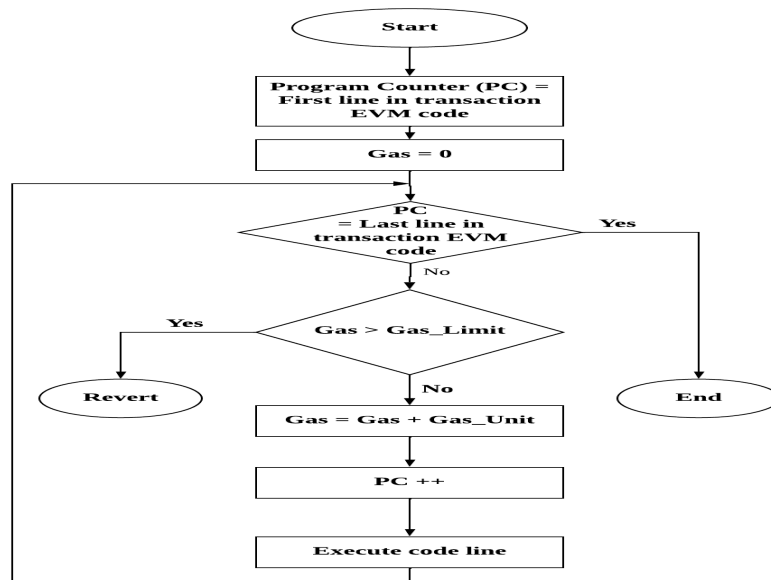 Start
Program Counter (PC) =
First line in transaction
EVM code
Gas = 0
PC
= Last line in
transaction EVM
code
Yes
No
Gas > Gas_Limit
Yes
No
Revert
End
Gas = Gas + Gas_Unit
PC ++
Execute code line